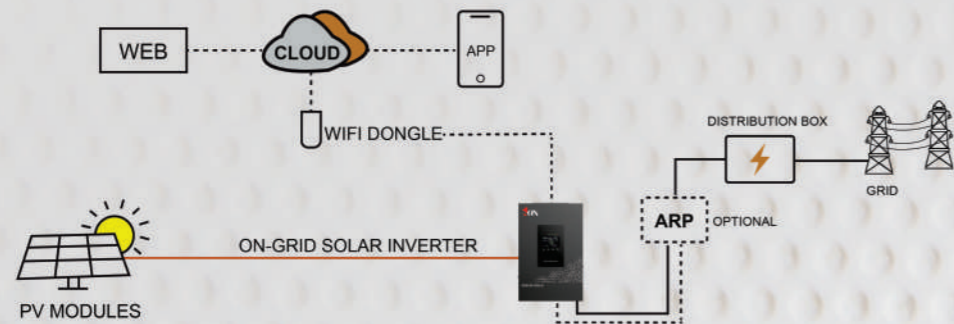 WEB
CLOUD
APP
WIFI DONGLE
DISTRIBUTION BOX
GRID
ARP
OPTIONAL
ON-GRID SOLAR INVERTER
PV MODULES